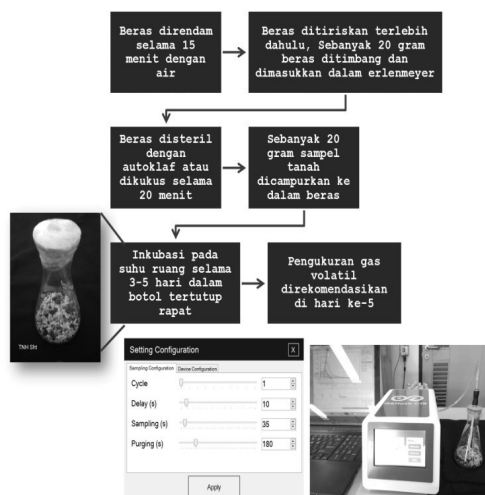 Beras direndam
selama 15
menit dengan
air
Beras ditiriskan terlebih
dahulu, Sebanyak 20 gram
beras ditimbang dan
dimasukkan dalam erlenmeyer
Beras disteril
dengan
autoklaf atau
dikukus selama
20 menit
Sebanyak 20
gram sampel
tanah
dicampurkan ke
dalam beras
Inkubasi pada
suhu ruang selama
3-5 hari dalam
botol tertutup
rapat
Pengukuran gas
volatil
direkomendasikan
di hari ke-5
TNH Sht
Setting Configuration X
Sampling Configuration Device Configuration
Cycle 1
Delay (s) 10
Sampling (s) 35
Purging (s) 180
Apply